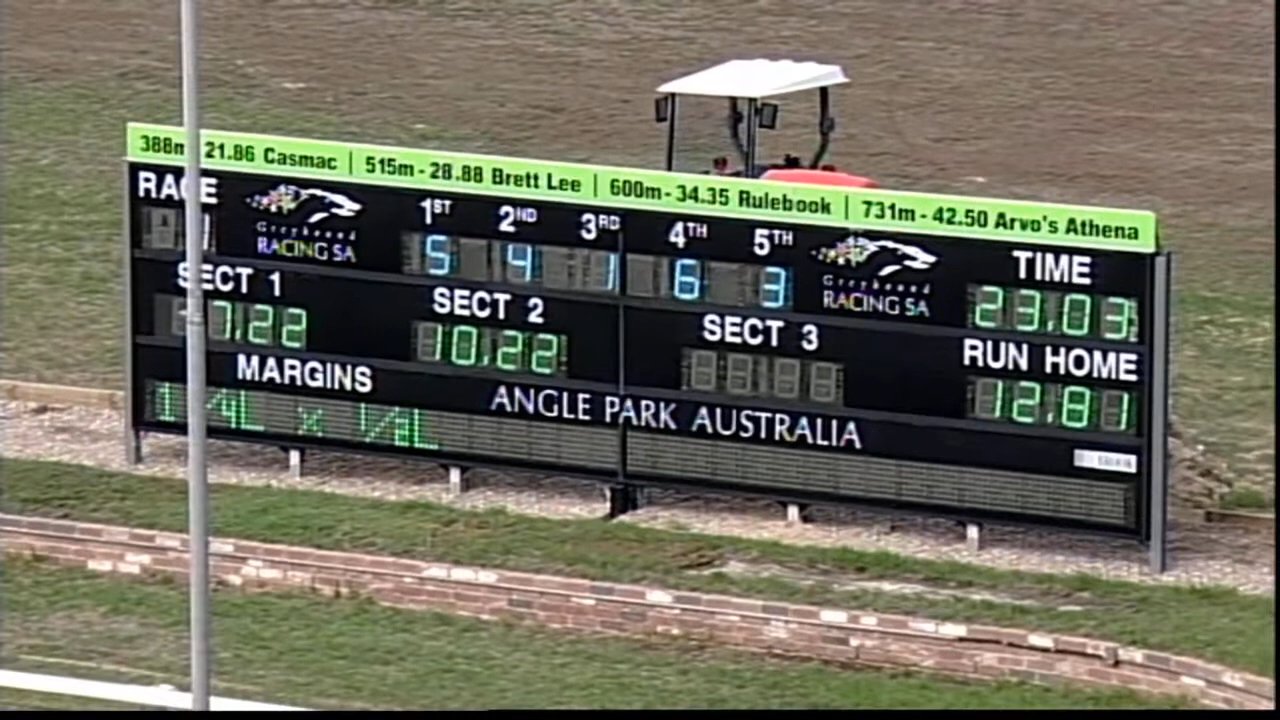 388m - 21.86 Casmac | 515m - 28.88 Brett Lee | 600m - 34.35 Rulebook | 731m - 42.50 Arvo's Athena
RACE 1
Greyhound
RACING SA
1ST 2ND 3RD 4TH 5TH
5 4 1 6 3
Greyhound
RACING SA
TIME
23.03
SECT 1
7.22
SECT 2
10.22
SECT 3
RUN HOME
12.81
MARGINS
ANGLE PARK AUSTRALIA